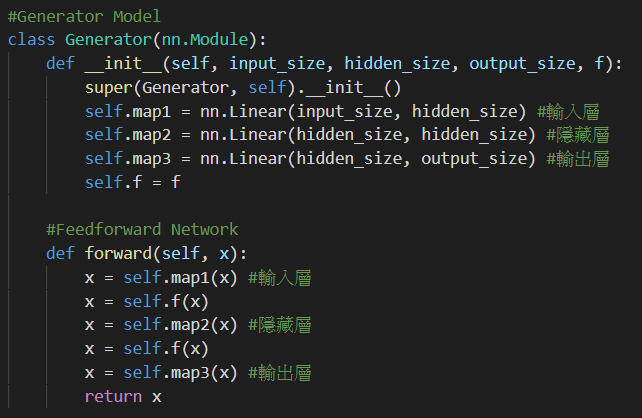 #Generator Model
class Generator(nn.Module):
    def __init__(self, input_size, hidden_size, output_size, f):
        super(Generator, self).__init__()
        self.map1 = nn.Linear(input_size, hidden_size) #輸入層
        self.map2 = nn.Linear(hidden_size, hidden_size) #隱藏層
        self.map3 = nn.Linear(hidden_size, output_size) #輸出層
        self.f = f
    #Feedforward Network
    def forward(self, x):
        x = self.map1(x) #輸入層
        x = self.f(x)
        x = self.map2(x) #隱藏層
        x = self.f(x)
        x = self.map3(x) #輸出層
        return x